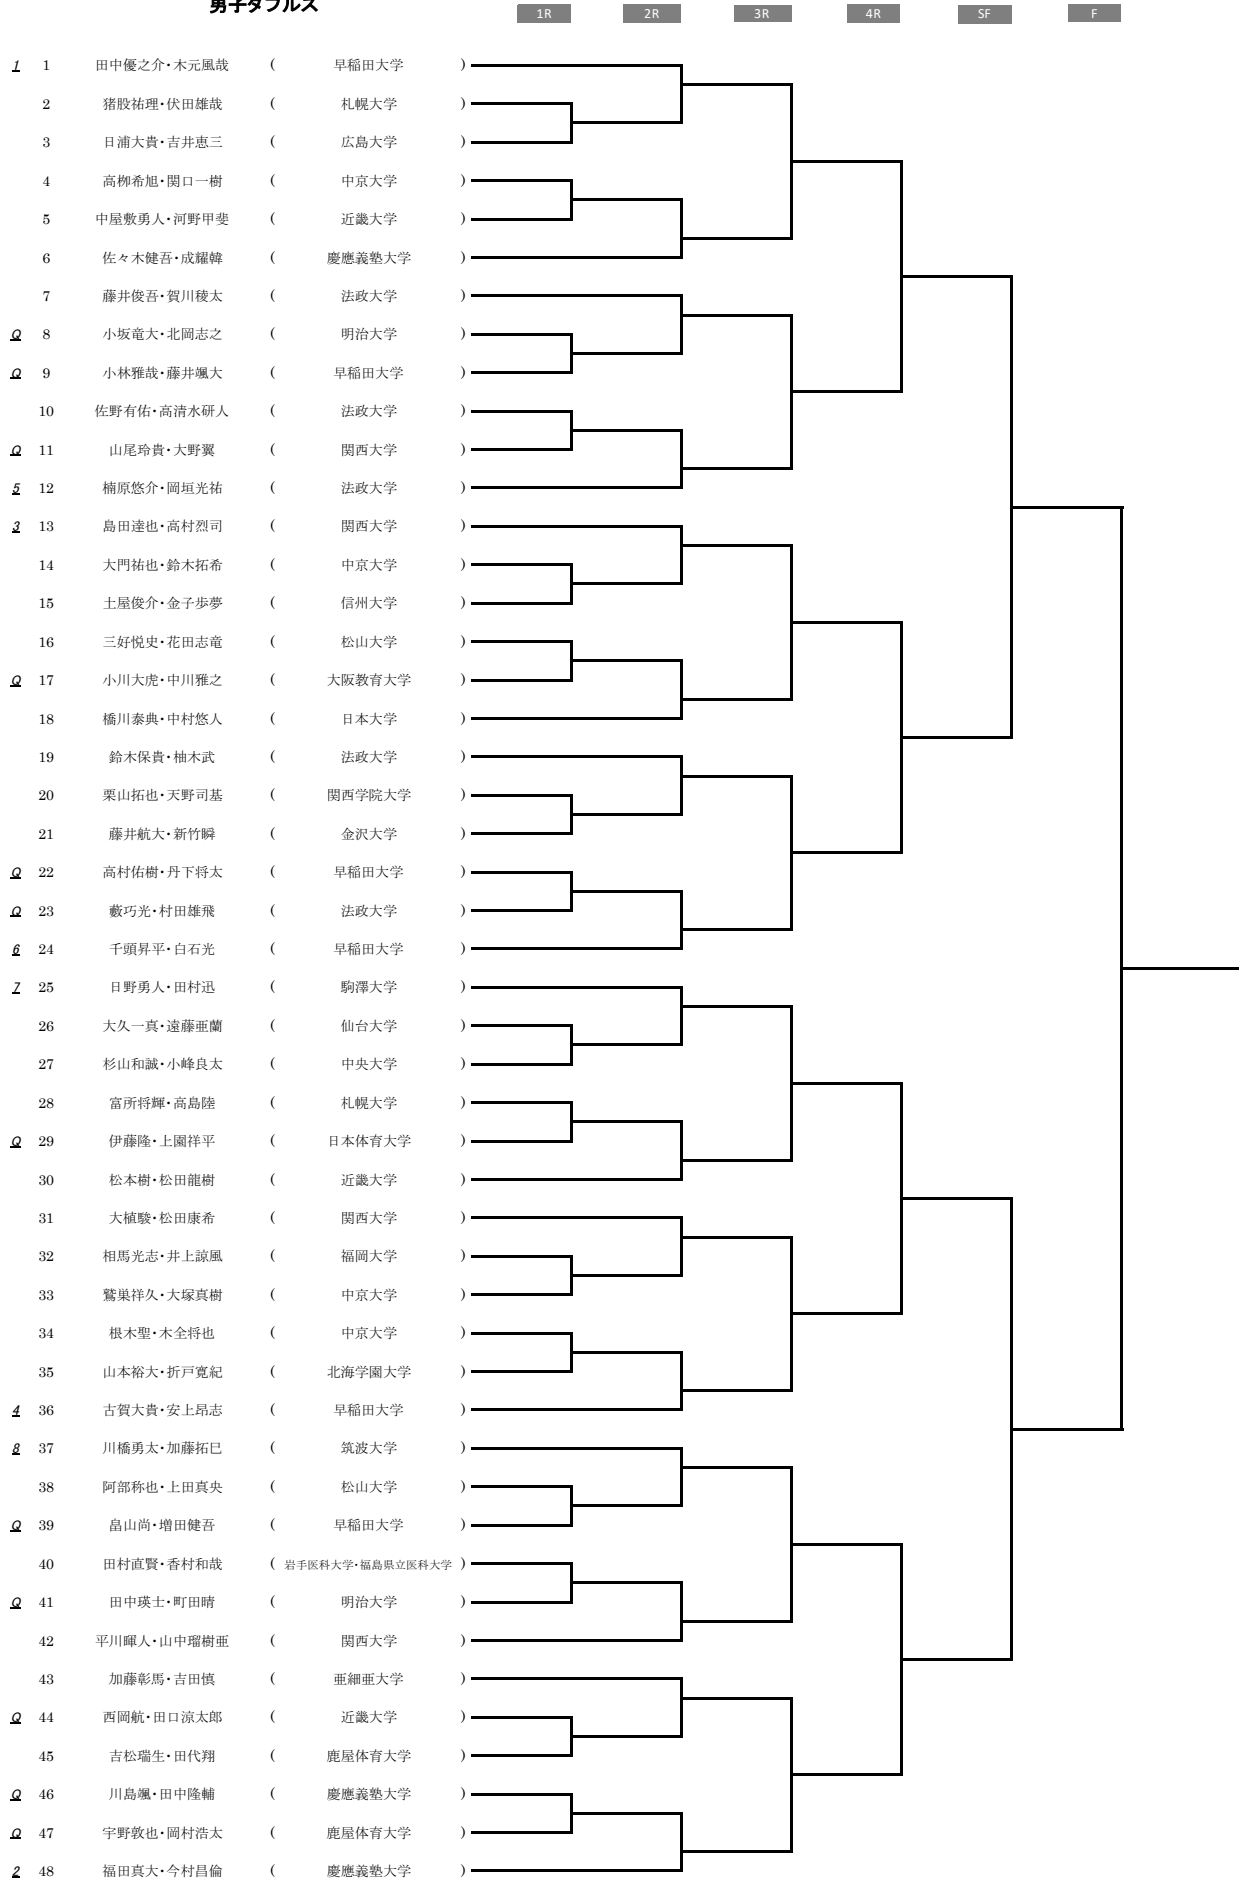 男子ダブルス
1R 2R 3R 4R SF F
1 1 田中優之介・木元風哉 ( 早稲田大学 )
2 猪股祐理・伏田雄哉 ( 札幌大学 )
3 日浦大貴・吉井恵三 ( 広島大学 )
4 高栁希旭・関口一樹 ( 中京大学 )
5 中屋敷勇人・河野甲斐 ( 近畿大学 )
6 佐々木健吾・成耀韓 ( 慶應義塾大学 )
7 藤井俊吾・賀川稜太 ( 法政大学 )
Q 8 小坂竜大・北岡志之 ( 明治大学 )
Q 9 小林雅哉・藤井颯大 ( 早稲田大学 )
10 佐野有佑・高清水研人 ( 法政大学 )
Q 11 山尾玲貴・大野翼 ( 関西大学 )
5 12 楠原悠介・岡垣光祐 ( 法政大学 )
3 13 島田達也・高村烈司 ( 関西大学 )
14 大門祐也・鈴木拓希 ( 中京大学 )
15 土屋俊介・金子歩夢 ( 信州大学 )
16 三好悦史・花田志竜 ( 松山大学 )
Q 17 小川大虎・中川雅之 ( 大阪教育大学 )
18 橋川泰典・中村悠人 ( 日本大学 )
19 鈴木保貴・柚木武 ( 法政大学 )
20 栗山拓也・天野司基 ( 関西学院大学 )
21 藤井航大・新竹瞬 ( 金沢大学 )
Q 22 高村佑樹・丹下将太 ( 早稲田大学 )
Q 23 藪巧光・村田雄飛 ( 法政大学 )
6 24 千頭昇平・白石光 ( 早稲田大学 )
7 25 日野勇人・田村迅 ( 駒澤大学 )
26 大久一真・遠藤亜蘭 ( 仙台大学 )
27 杉山和誠・小峰良太 ( 中央大学 )
28 富所将輝・高島陸 ( 札幌大学 )
Q 29 伊藤隆・上園祥平 ( 日本体育大学 )
30 松本樹・松田龍樹 ( 近畿大学 )
31 大植駿・松田康希 ( 関西大学 )
32 相馬光志・井上諒風 ( 福岡大学 )
33 鷲巣祥久・大塚真樹 ( 中京大学 )
34 根木聖・木全将也 ( 中京大学 )
35 山本裕大・折戸寛紀 ( 北海学園大学 )
4 36 古賀大貴・安上昂志 ( 早稲田大学 )
8 37 川橋勇太・加藤拓巳 ( 筑波大学 )
38 阿部称也・上田真央 ( 松山大学 )
Q 39 畠山尚・増田健吾 ( 早稲田大学 )
40 田村直賢・香村和哉 ( 岩手医科大学・福島県立医科大学 )
Q 41 田中瑛士・町田晴 ( 明治大学 )
42 平川暉人・山中瑠樹亜 ( 関西大学 )
43 加藤彰馬・吉田慎 ( 亜細亜大学 )
Q 44 西岡航・田口涼太郎 ( 近畿大学 )
45 吉松瑞生・田代翔 ( 鹿屋体育大学 )
Q 46 川島颯・田中隆輔 ( 慶應義塾大学 )
Q 47 宇野敦也・岡村浩太 ( 鹿屋体育大学 )
2 48 福田真大・今村昌倫 ( 慶應義塾大学 )